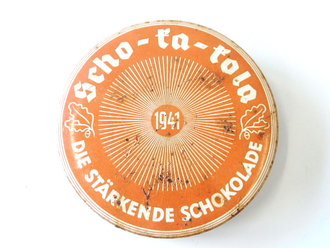 Scho-ka-kola
1941
DIE STÄRKENDE SCHOKOLADE